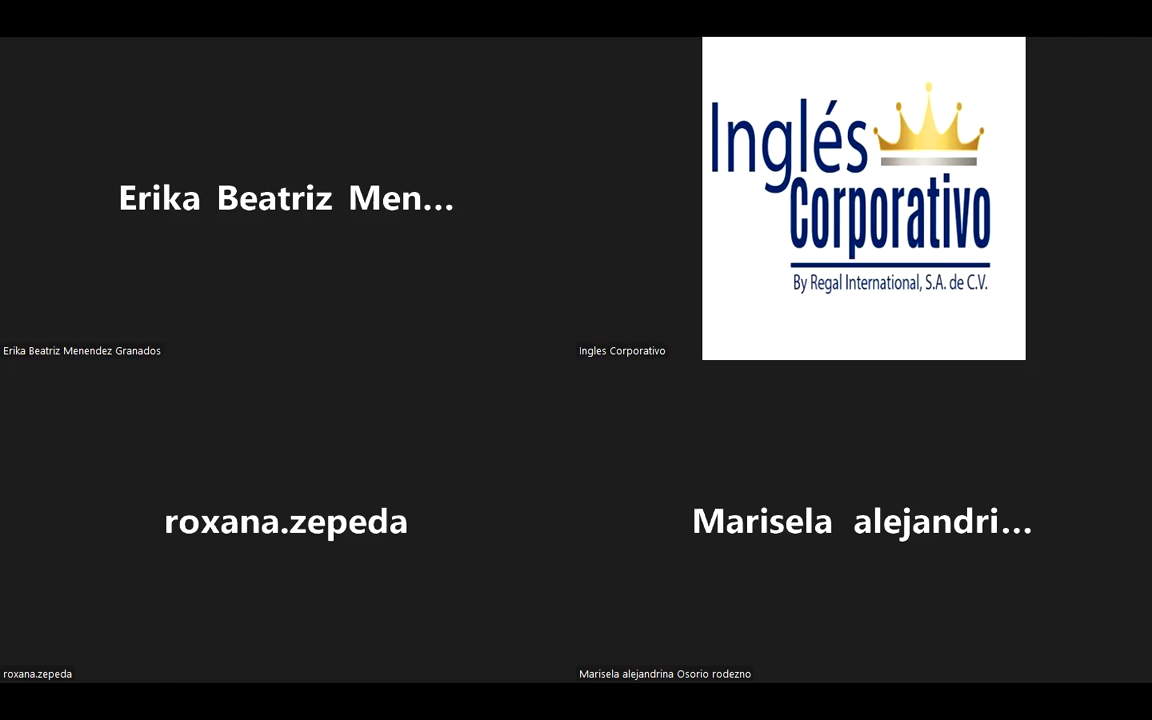 Erika Beatriz Men...
Erika Beatriz Menendez Granados
Inglés
Corporativo
By Regal International, S.A. de C.V.
Ingles Corporativo
roxana.zepeda
roxana.zepeda
Marisela alejandri...
Marisela alejandrina Osorio rodezno